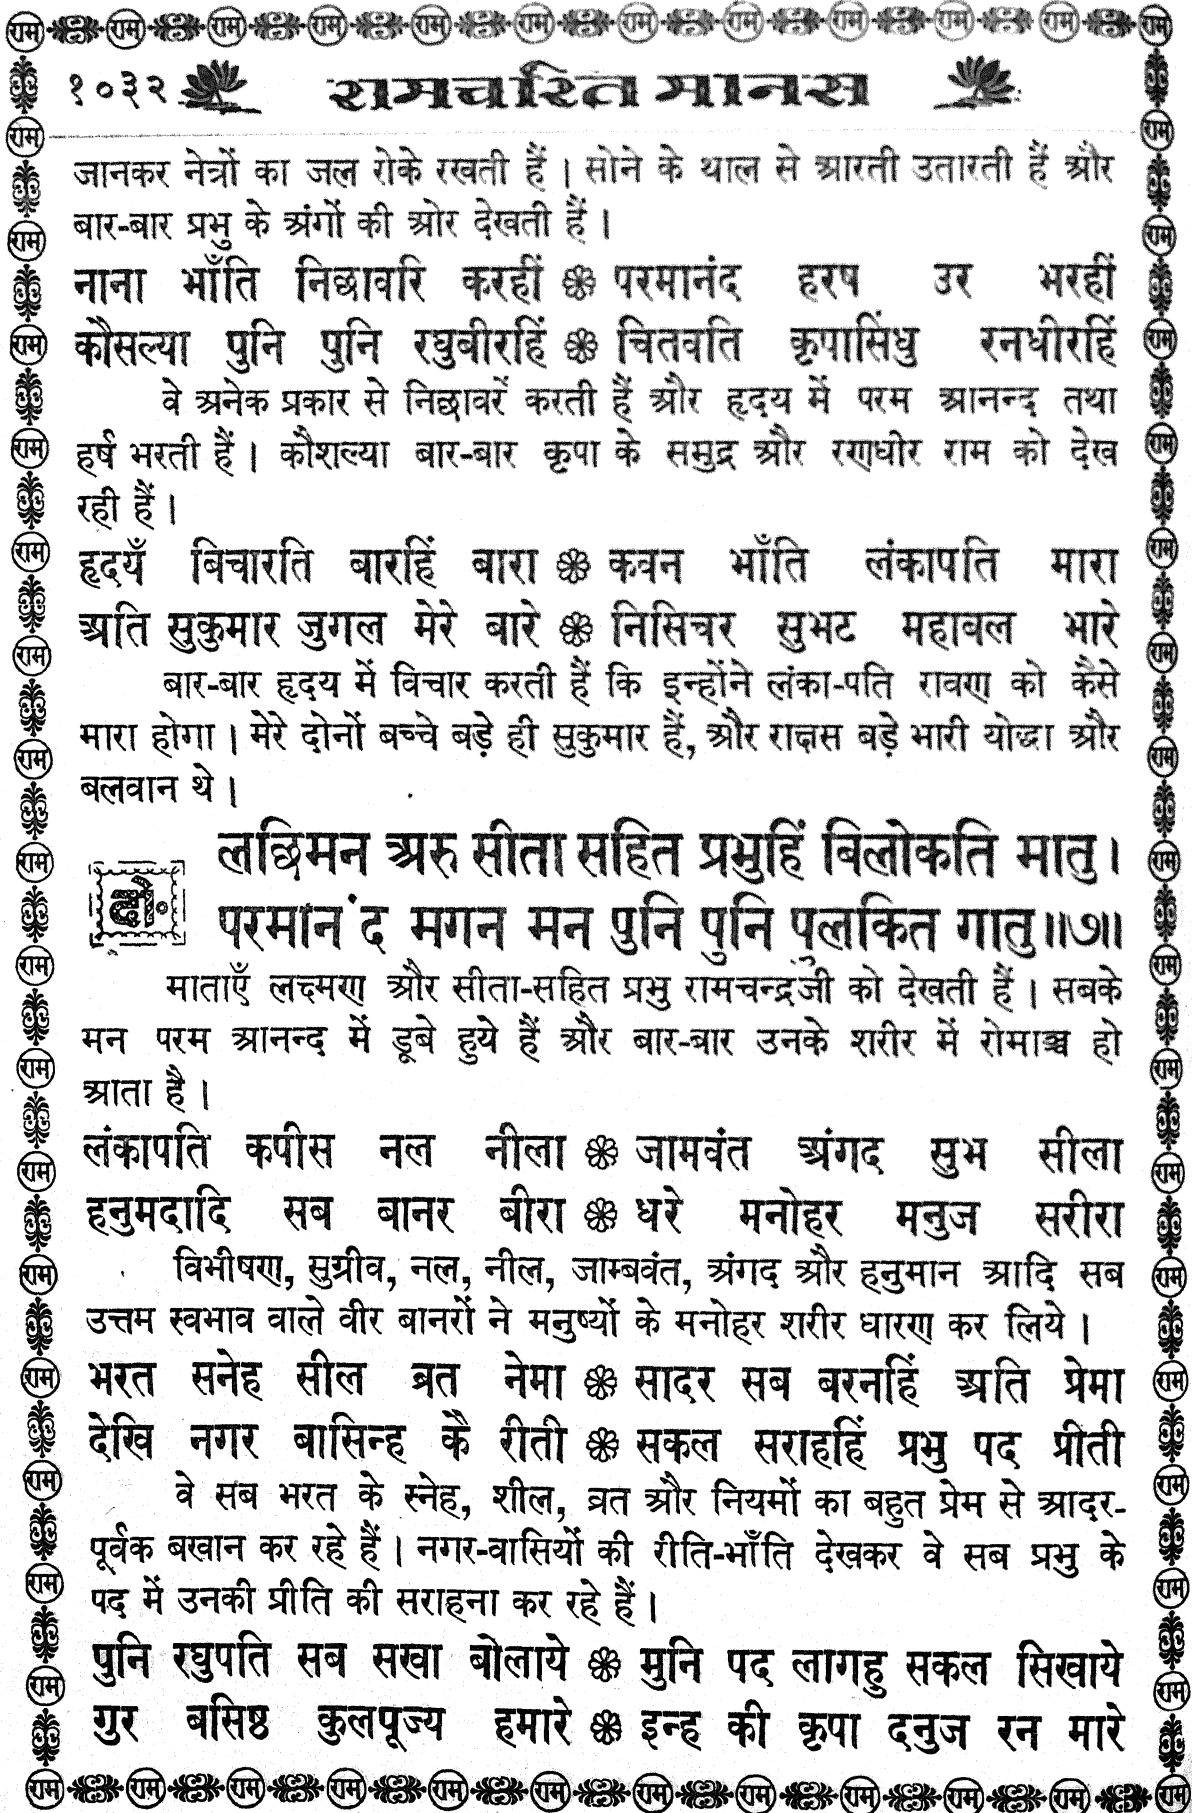 १०३२ रामचरित मानस
जानकर नेत्रों का जल रोके रखती हैं । सोने के थाल से आरती उतारती हैं और
बार-बार प्रभु के अंगों की ओर देखती हैं ।
नाना भाँति निछावरि करहीं ❀ परमानंद हरष उर भरहीं
कौसल्या पुनि पुनि रघुबीरहिं ❀ चितवति कृपासिंधु रनधीरहिं
वे अनेक प्रकार से निछावरें करती हैं और हृदय में परम आनन्द तथा
हर्ष भरती हैं । कौशल्या बार-बार कृपा के समुद्र और रणधीर राम को देख
रही हैं ।
हृदयँ बिचारति बारहिं बारा ❀ कवन भाँति लंकापति मारा
अति सुकुमार जुगल मेरे बारे ❀ निसिचर सुभट महाबल भारे
बार-बार हृदय में विचार करती हैं कि इन्होंने लंका-पति रावण को कैसे
मारा होगा । मेरे दोनों बच्चे बड़े ही सुकुमार हैं, और राक्षस बड़े भारी योद्धा और
बलवान थे ।
लछिमन अरु सीता सहित प्रभुहिं विलोकति मातु ।
दो.
परमानंद मगन मन पुनि पुनि पुलकित गातु ॥७॥
माताएँ लक्ष्मण और सीता-सहित प्रभु रामचन्द्रजी को देखती हैं । सबके
मन परम आनन्द में डूबे हुये हैं और बार-बार उनके शरीर में रोमाञ्च हो
आता है ।
लंकापति कपीस नल नीला ❀ जामवंत अंगद सुभ सीला
हनुमदादि सब बानर बीरा ❀ धरे मनोहर मनुज सरीरा
विभीषण, सुग्रीव, नल, नील, जाम्बवंत, अंगद और हनुमान आदि सब
उत्तम स्वभाव वाले वीर बानरों ने मनुष्यों के मनोहर शरीर धारण कर लिये ।
भरत सनेह सील व्रत नेमा ❀ सादर सब बरनहिं अति प्रेमा
देखि नगर बासिन्ह कै रीती ❀ सकल सराहहिं प्रभु पद प्रीती
वे सब भरत के स्नेह, शील, व्रत और नियमों का बहुत प्रेम से आदर-
पूर्वक बखान कर रहे हैं । नगर-वासियों की रीति-भाँति देखकर वे सब प्रभु के
पद में उनकी प्रीति की सराहना कर रहे हैं ।
पुनि रघुपति सब सखा बोलाये ❀ मुनि पद लागहु सकल सिखाये
गुर बसिष्ठ कुलपूज्य हमारे ❀ इन्ह की कृपा दनुज रन मारे